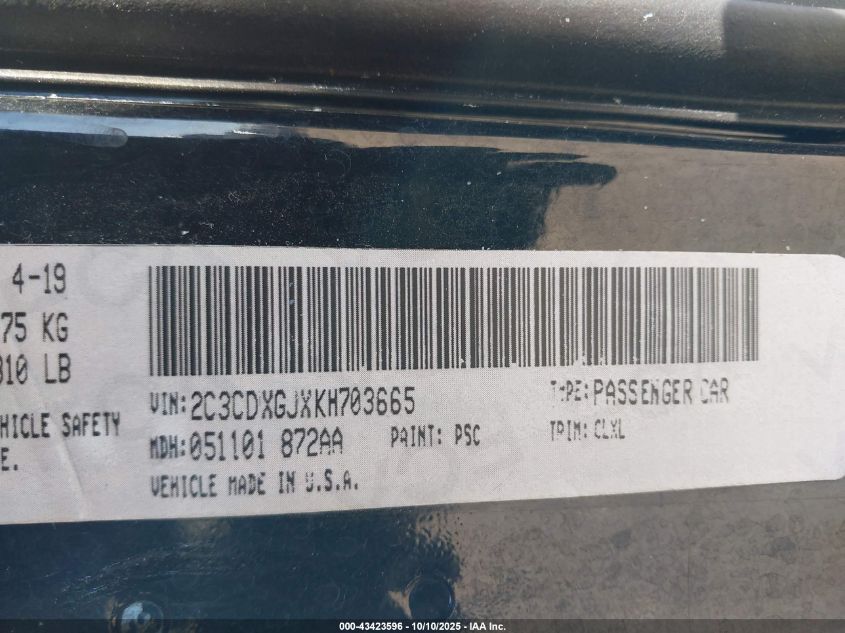 4-19
75 KG
310 LB
HICLE SAFETY
E.
VIN: 2C3CDXGJXKH703665
TYPE: PASSENGER CAR
MDH: 051101 872AA
PAINT: PSC
TRIM: CLXL
VEHICLE MADE IN U.S.A.
000-43423596 - 10/10/2025 - IAA Inc.